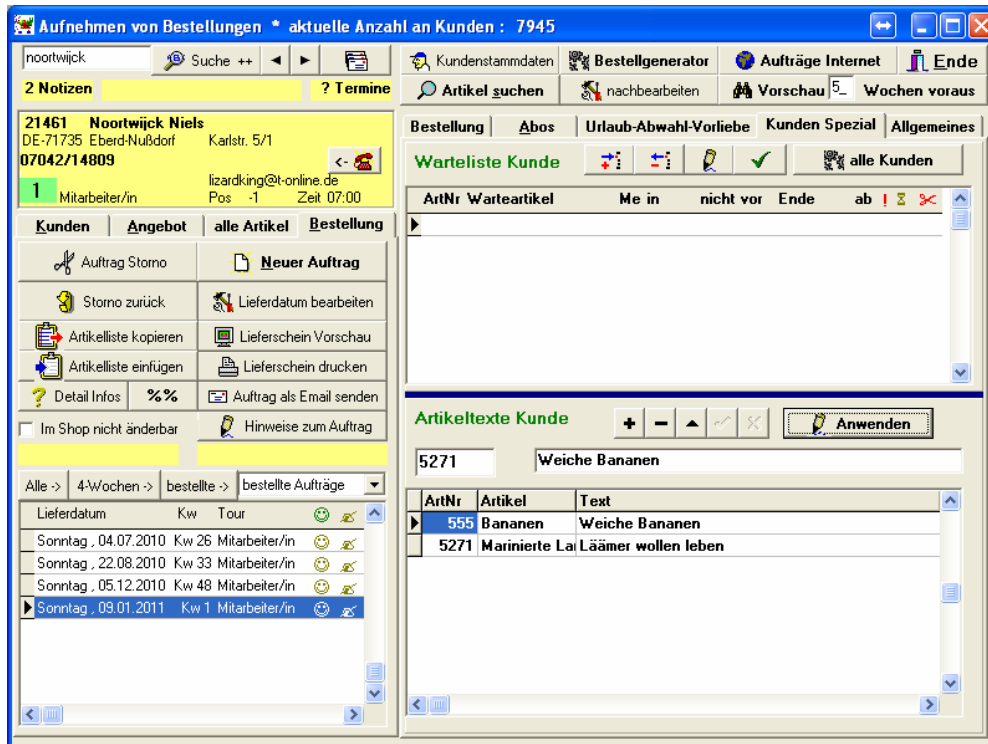 Aufnehmen von Bestellungen * aktuelle Anzahl an Kunden : 7945
noortwijck Suche ++
2 Notizen ? Termine
21461 Noortwijck Niels
DE-71735 Eberd-Nußdorf Karlstr. 5/1
07042/14809 <-
lizardking@t-online.de
1 Mitarbeiter/in Pos -1 Zeit 07:00
Kunden Angebot alle Artikel Bestellung
Auftrag Storno Neuer Auftrag
Storno zurück Lieferdatum bearbeiten
Artikelliste kopieren Lieferschein Vorschau
Artikelliste einfügen Lieferschein drucken
Detail Infos %% Auftrag als Email senden
Im Shop nicht änderbar Hinweise zum Auftrag
Alle -> 4-Wochen -> bestellte -> bestellte Aufträge
Lieferdatum Kw Tour
Sonntag , 04.07.2010 Kw 26 Mitarbeiter/in
Sonntag , 22.08.2010 Kw 33 Mitarbeiter/in
Sonntag , 05.12.2010 Kw 48 Mitarbeiter/in
Sonntag , 09.01.2011 Kw 1 Mitarbeiter/in
Kundenstammdaten Bestellgenerator Aufträge Internet Ende
Artikel suchen nachbearbeiten Vorschau 5_ Wochen voraus
Bestellung Abos Urlaub-Abwahl-Vorliebe Kunden Spezial Allgemeines
Warteliste Kunde alle Kunden
ArtNr Warteartikel Me in nicht vor Ende ab !
Artikeltexte Kunde + - Anwenden
5271 Weiche Bananen
ArtNr Artikel Text
555 Bananen Weiche Bananen
5271 Marinierte Lai Läämer wollen leben